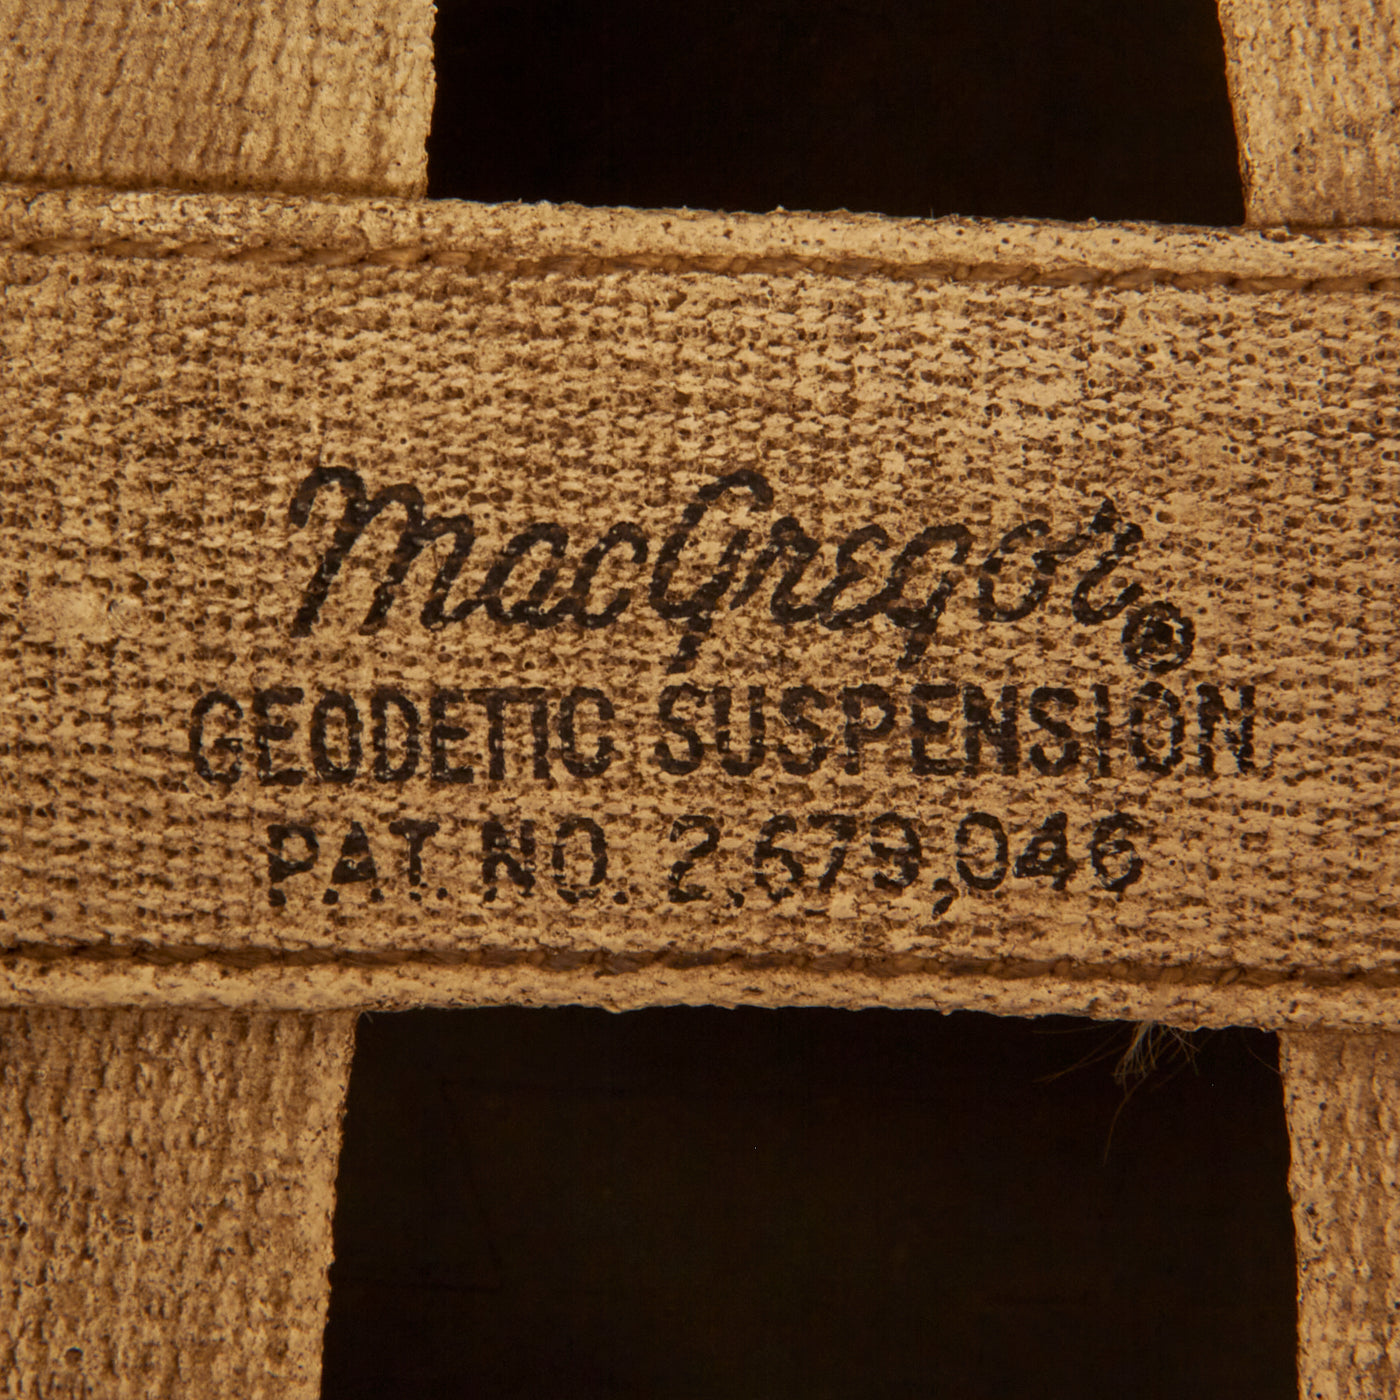 MacGregor®
GEODETIC SUSPENSION
PAT. NO. 2,679,046